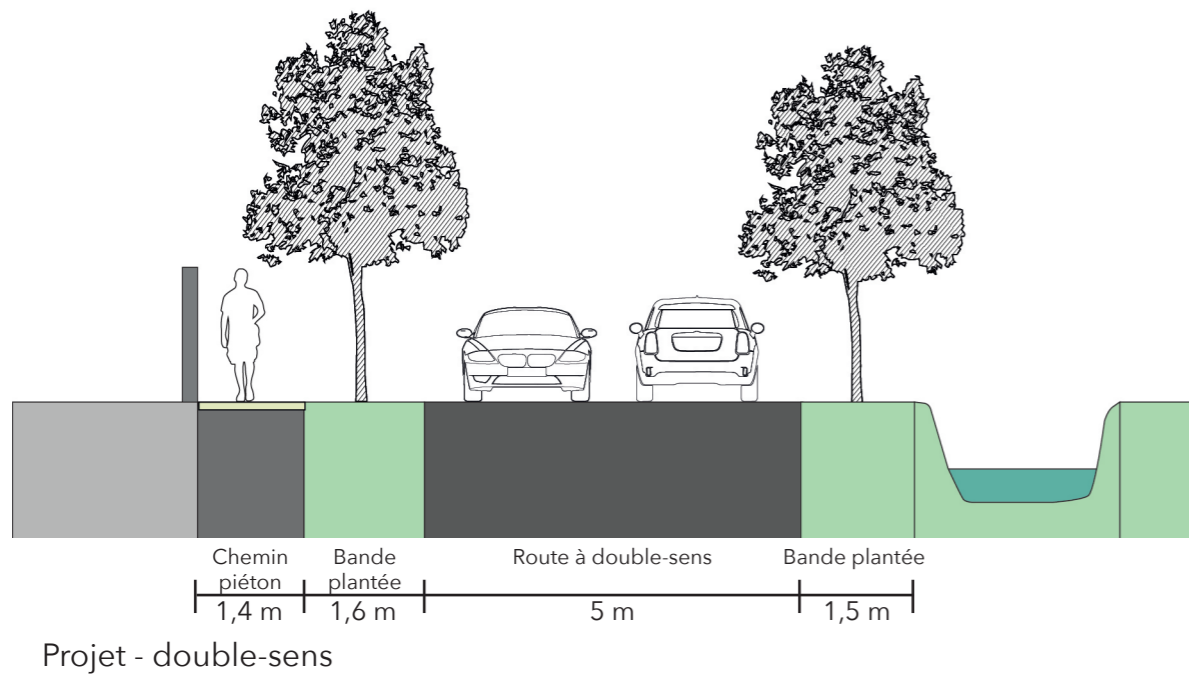 Chemin
piéton
1,4 m
Bande
plantée
1,6 m
Route à double-sens
5 m
Bande plantée
1,5 m
Projet - double-sens